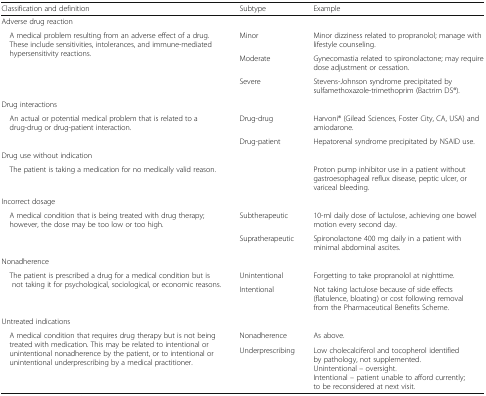 Classification and definition Subtype Example
Adverse drug reaction
A medical problem resulting from an adverse effect of a drug. Minor Minor dizziness related to propranolol; manage with
These include sensitivities, intolerances, and immune-mediated lifestyle counseling.
hypersensitivity reactions.
Moderate Gynecomastia related to spironolactone; may require
dose adjustment or cessation.
Severe Stevens-Johnson syndrome precipitated by
sulfamethoxazole-trimethoprim (Bactrim DS®).
Drug interactions
An actual or potential medical problem that is related to a Drug-drug Harvoni® (Gilead Sciences, Foster City, CA, USA) and
drug-drug or drug-patient interaction. amiodarone.
Drug-patient Hepatorenal syndrome precipitated by NSAID use.
Drug use without indication
The patient is taking a medication for no medically valid reason. Proton pump inhibitor use in a patient without
gastroesophageal reflux disease, peptic ulcer, or
variceal bleeding.
Incorrect dosage
A medical condition that is being treated with drug therapy; Subtherapeutic 10-ml daily dose of lactulose, achieving one bowel
however, the dose may be too low or too high. motion every second day.
Supratherapeutic Spironolactone 400 mg daily in a patient with
minimal abdominal ascites.
Nonadherence
The patient is prescribed a drug for a medical condition but is Unintentional Forgetting to take propranolol at nighttime.
not taking it for psychological, sociological, or economic reasons.
Intentional Not taking lactulose because of side effects
(flatulence, bloating) or cost following removal
from the Pharmaceutical Benefits Scheme.
Untreated indications
A medical condition that requires drug therapy but is not being Nonadherence As above.
treated with medication. This may be related to intentional or
unintentional nonadherence by the patient, or to intentional or Underprescribing Low cholecalciferol and tocopherol identified
unintentional underprescribing by a medical practitioner. by pathology, not supplemented.
Unintentional – oversight.
Intentional – patient unable to afford currently;
to be reconsidered at next visit.